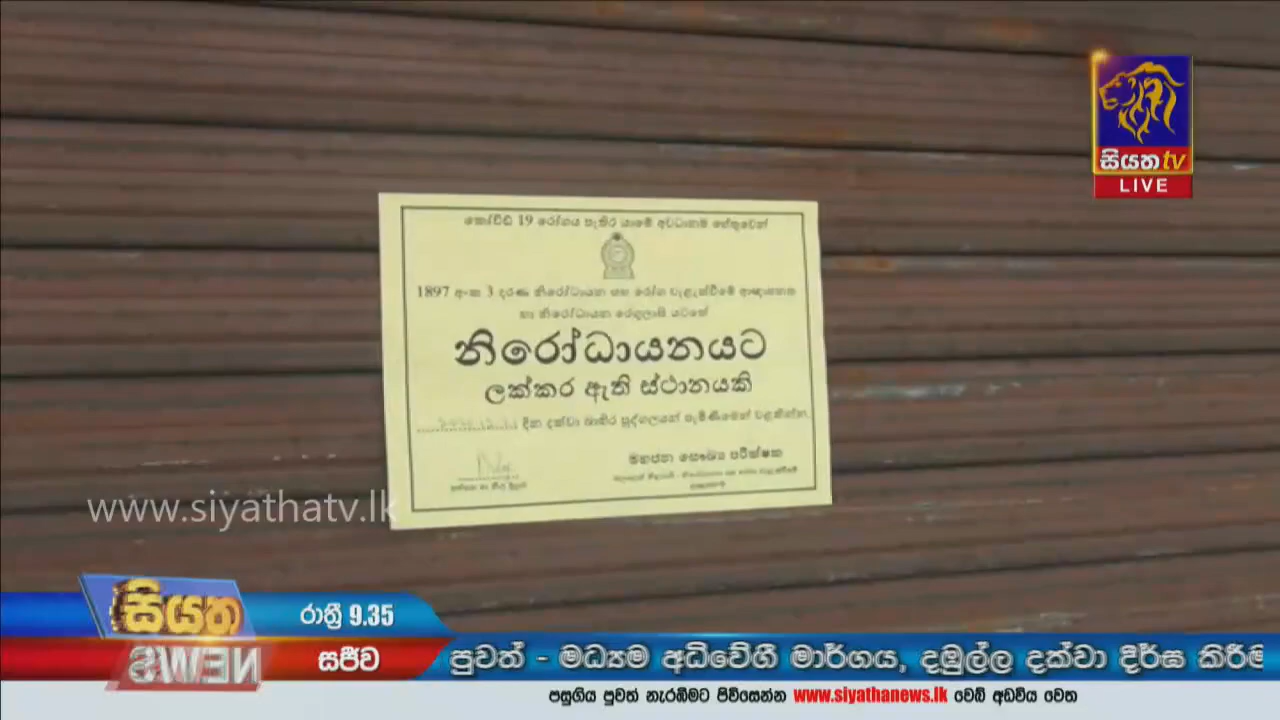 සියත tv
LIVE
කෝවිඩ් 19 රෝගය පැතිර යාමේ අවධානම හේතුවෙන්
1897 අංක 3 දරණ නිරෝධායන සහ රෝග වැළැක්වීමේ ආඥාපනත
හා නිරෝධායන රෙගුලාසි යටතේ
නිරෝධායනයට
ලක්කර ඇති ස්ථානයකි
දින දක්වා බාහිර පුද්ගලයන් පැමිණීමෙන් වළකින්න.
මහජන සෞඛ්‍ය පරීක්ෂක
www.siyathatv.lk
සියත
NEWS
රාත්‍රී 9.35
සජීව
පුවත් - මධ්‍යම අධිවේගී මාර්ගය, දඹුල්ල දක්වා දීර්ඝ කිරීම
පසුගිය පුවත් නැරඹීමට පිවිසෙන්න www.siyathanews.lk වෙබ් අඩවිය වෙත